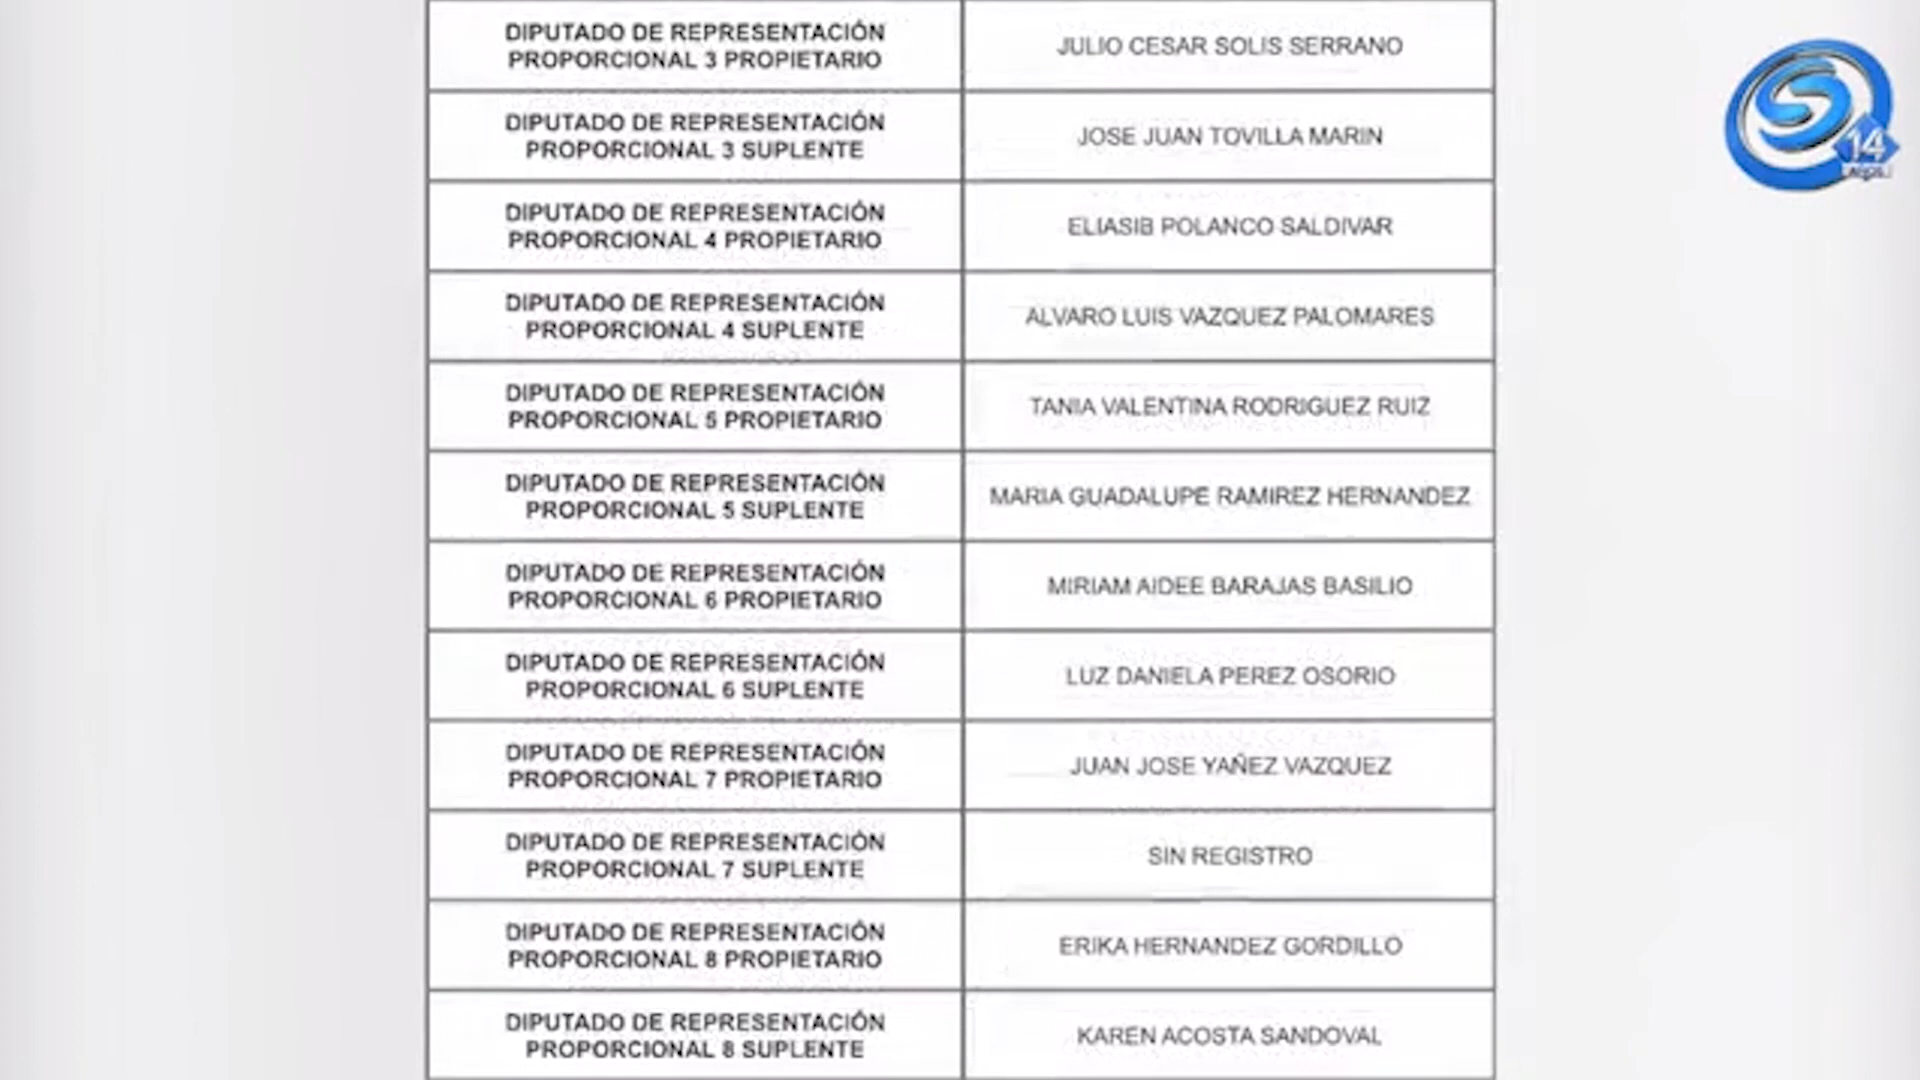 DIPUTADO DE REPRESENTACIÓN
PROPORCIONAL 3 PROPIETARIO
JULIO CESAR SOLIS SERRANO
DIPUTADO DE REPRESENTACIÓN
PROPORCIONAL 3 SUPLENTE
JOSE JUAN TOVILLA MARIN
DIPUTADO DE REPRESENTACIÓN
PROPORCIONAL 4 PROPIETARIO
ELIASIB POLANCO SALDIVAR
DIPUTADO DE REPRESENTACIÓN
PROPORCIONAL 4 SUPLENTE
ALVARO LUIS VAZQUEZ PALOMARES
DIPUTADO DE REPRESENTACIÓN
PROPORCIONAL 5 PROPIETARIO
TANIA VALENTINA RODRIGUEZ RUIZ
DIPUTADO DE REPRESENTACIÓN
PROPORCIONAL 5 SUPLENTE
MARIA GUADALUPE RAMIREZ HERNANDEZ
DIPUTADO DE REPRESENTACIÓN
PROPORCIONAL 6 PROPIETARIO
MIRIAM AIDEE BARAJAS BASILIO
DIPUTADO DE REPRESENTACIÓN
PROPORCIONAL 6 SUPLENTE
LUZ DANIELA PEREZ OSORIO
DIPUTADO DE REPRESENTACIÓN
PROPORCIONAL 7 PROPIETARIO
JUAN JOSE YAÑEZ VAZQUEZ
DIPUTADO DE REPRESENTACIÓN
PROPORCIONAL 7 SUPLENTE
SIN REGISTRO
DIPUTADO DE REPRESENTACIÓN
PROPORCIONAL 8 PROPIETARIO
ERIKA HERNANDEZ GORDILLO
DIPUTADO DE REPRESENTACIÓN
PROPORCIONAL 8 SUPLENTE
KAREN ACOSTA SANDOVAL
S
14